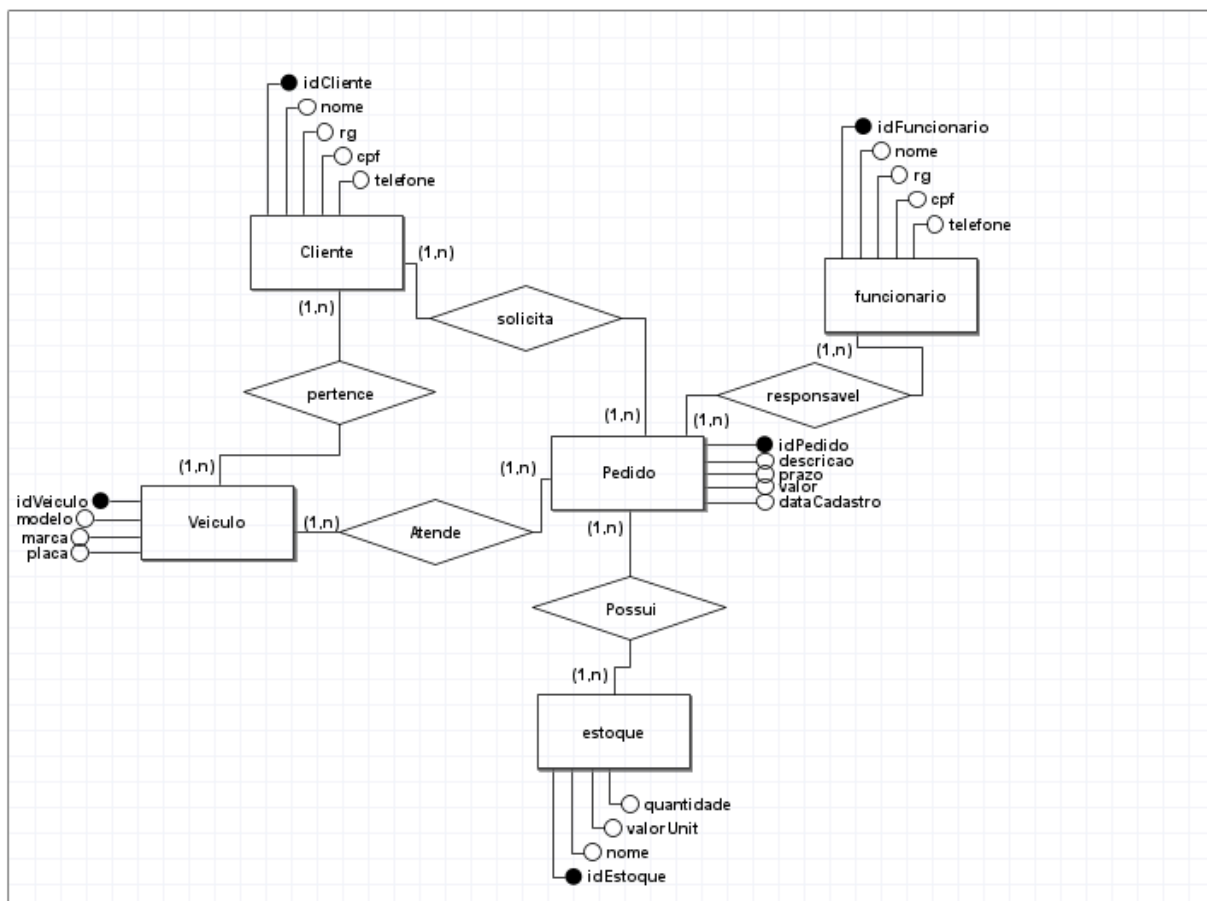 idCliente
nome
rg
cpf
telefone
Cliente
(1,n)
(1,n)
solicita
idFuncionario
nome
rg
cpf
telefone
funcionario
(1,n)
responsavel
(1,n)
(1,n)
pertence
(1,n)
idVeiculo
modelo
marca
placa
Veiculo
(1,n)
Atende
(1,n)
Pedido
idPedido
descricao
prazo
valor
dataCadastro
(1,n)
Possui
(1,n)
estoque
quantidade
valorUnit
nome
idEstoque